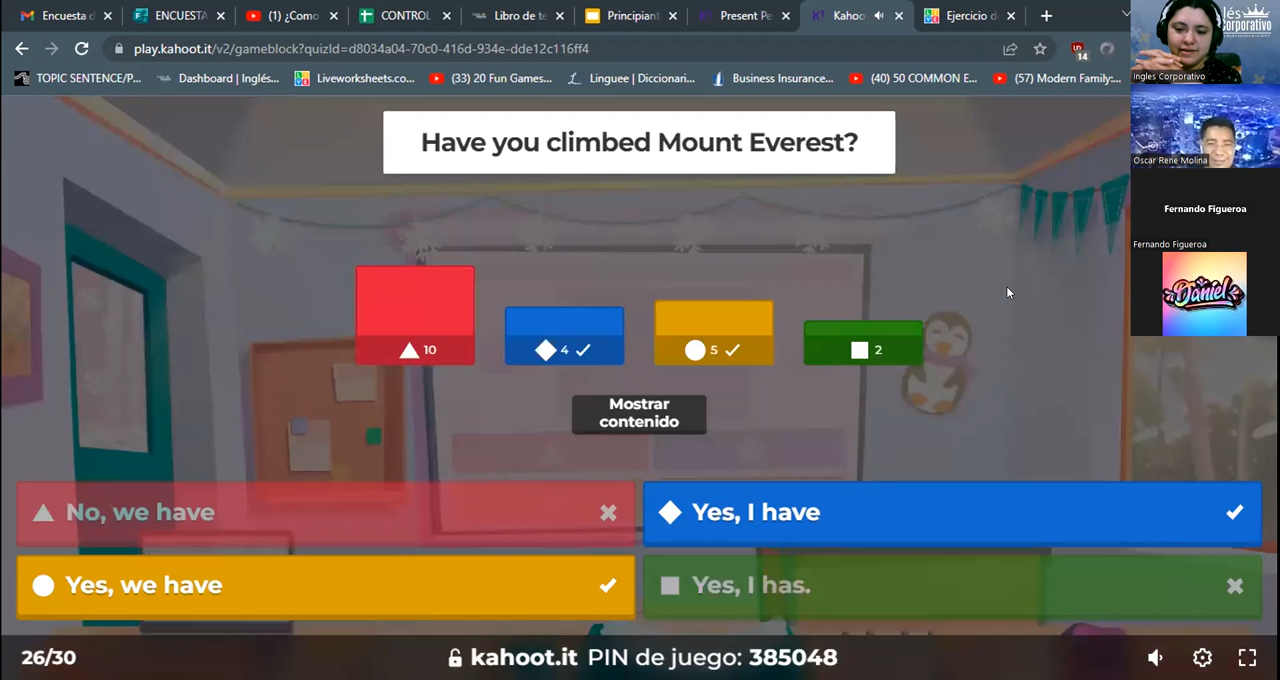 Encuesta d
ENCUESTA
(1) ¿Como
CONTROL
Libro de te
Principiant
Present Pe
Kahoo
Ejercicio d
play.kahoot.it/v2/gameblock?quizId=d8034a04-70c0-416d-934e-dde12c116ff4
14
TOPIC SENTENCE/P...
Dashboard | Inglés...
Liveworksheets.co...
(33) 20 Fun Games...
Linguee | Diccionari...
Business Insurance...
(40) 50 COMMON E...
(57) Modern Family:...
lés
Corporativo
Ingles Corporativo
Oscar Rene Molina
Fernando Figueroa
Fernando Figueroa
Daniel
Have you climbed Mount Everest?
10
4
5
2
Mostrar
contenido
No, we have
Yes, I have
Yes, we have
Yes, I has.
26/30
kahoot.it PIN de juego: 385048